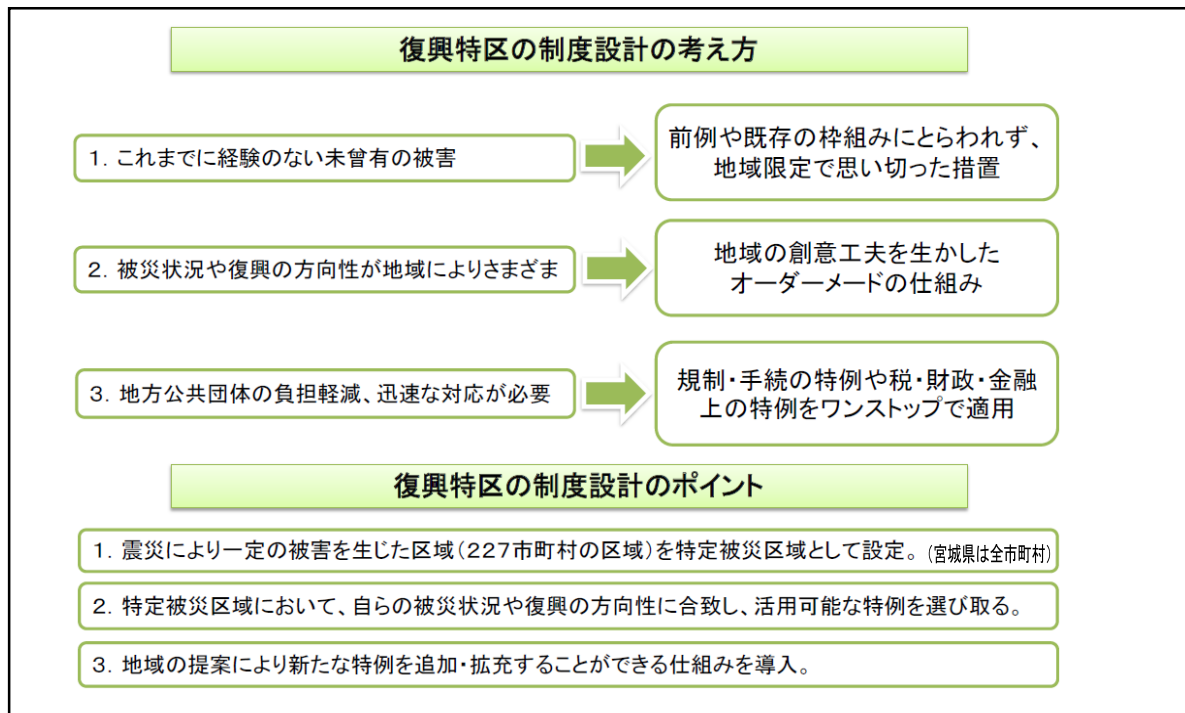 復興特区の制度設計の考え方
1．これまでに経験のない未曾有の被害
前例や既存の枠組みにとらわれず、
地域限定で思い切った措置
2．被災状況や復興の方向性が地域によりさまざま
地域の創意工夫を生かした
オーダーメードの仕組み
3．地方公共団体の負担軽減、迅速な対応が必要
規制・手続の特例や税・財政・金融
上の特例をワンストップで適用
復興特区の制度設計のポイント
1．震災により一定の被害を生じた区域（227市町村の区域）を特定被災区域として設定。（宮城県は全市町村）
2．特定被災区域において、自らの被災状況や復興の方向性に合致し、活用可能な特例を選び取る。
3．地域の提案により新たな特例を追加・拡充することができる仕組みを導入。